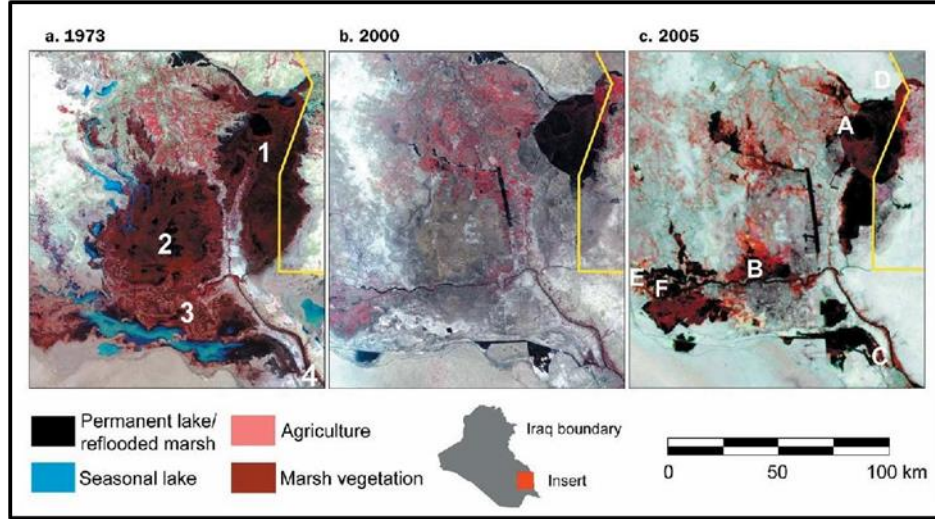 a. 1973
b. 2000
c. 2005
1
2
3
4
D
A
B
E
F
C
Permanent lake/
reflooded marsh
Agriculture
Seasonal lake
Marsh vegetation
Iraq boundary
Insert
0 50 100 km